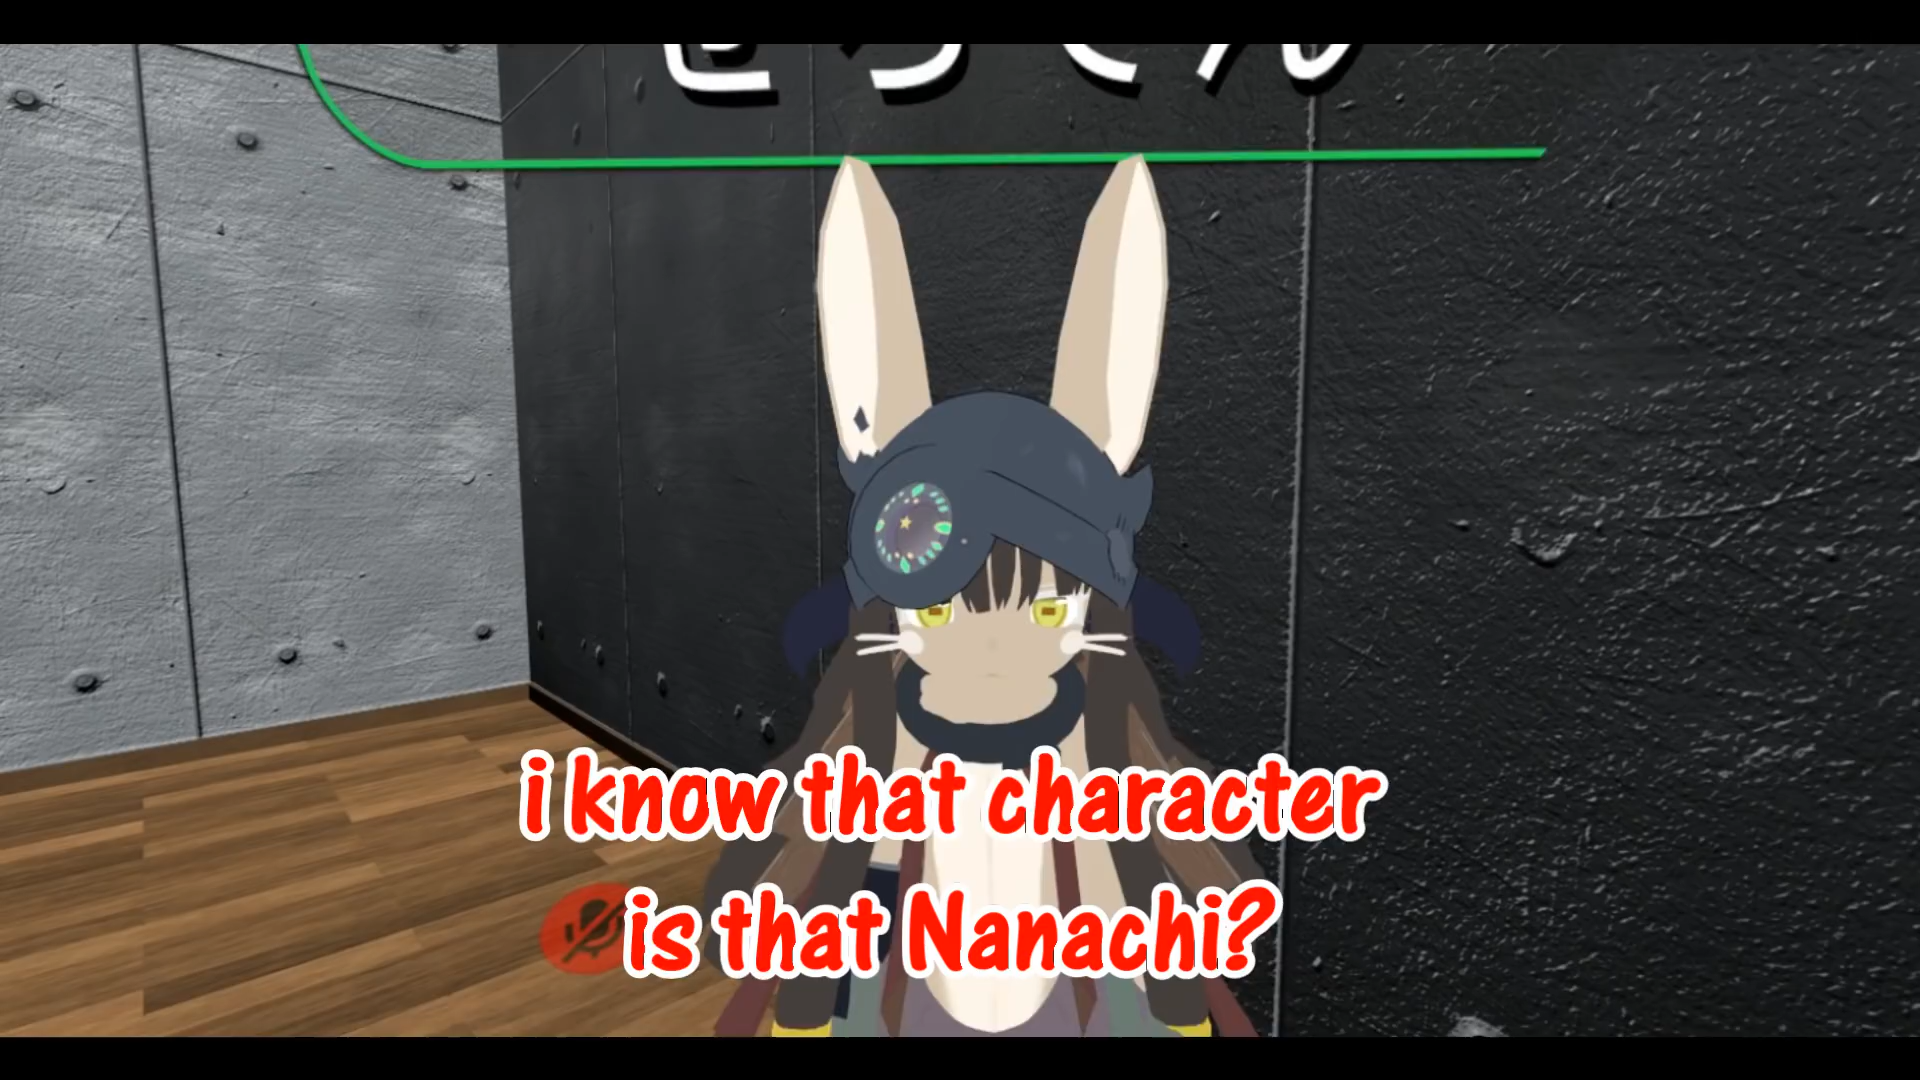 i know that character
is that Nanachi?